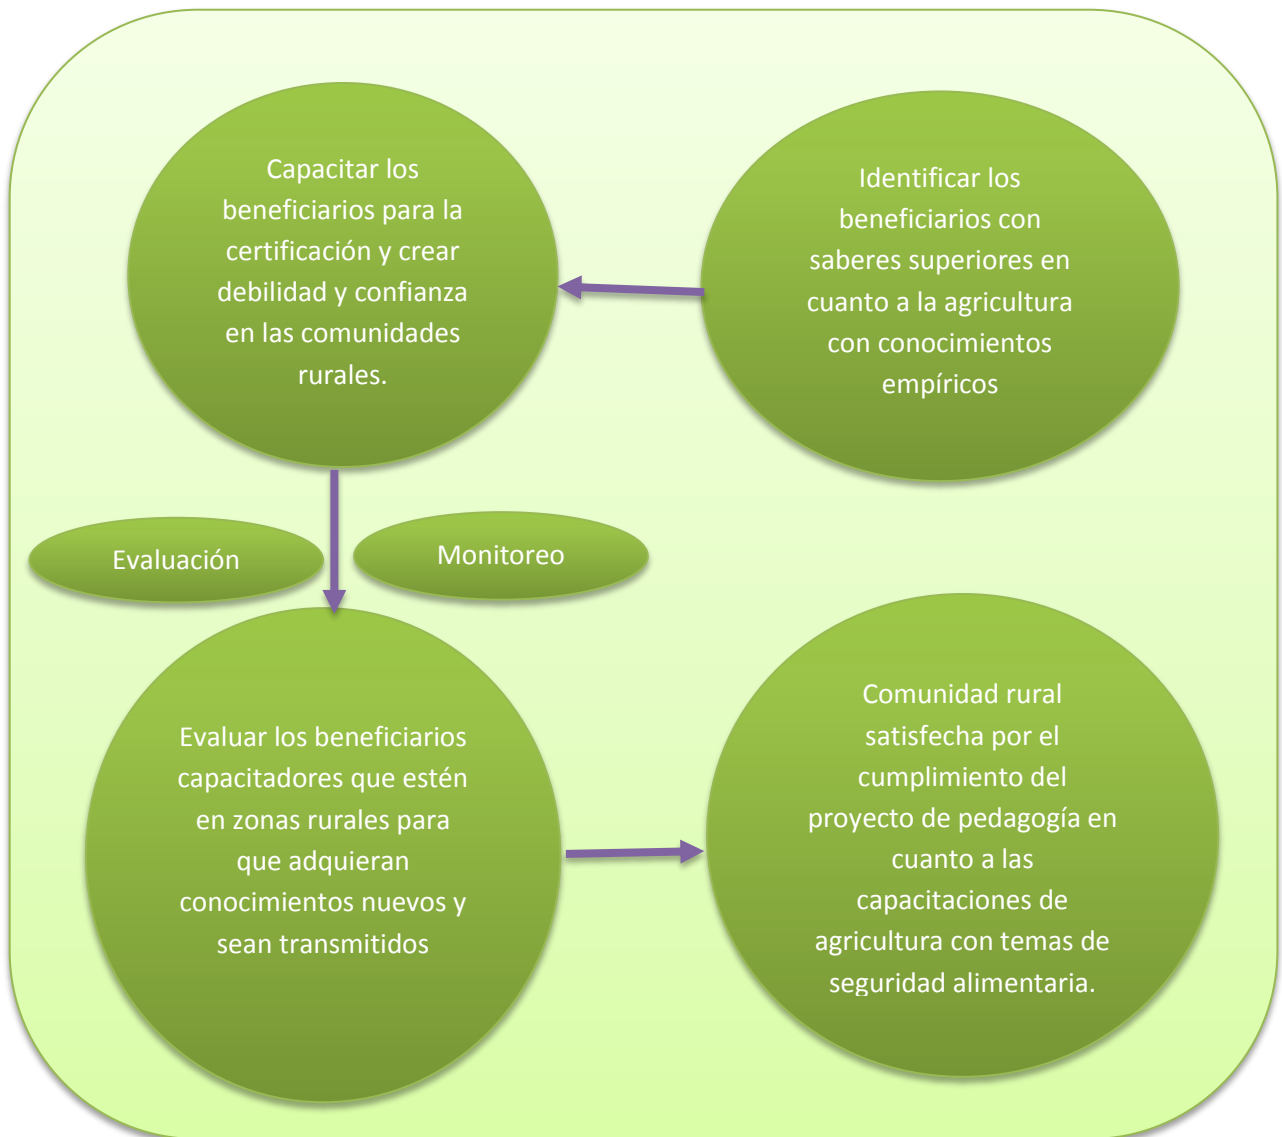 Capacitar los
beneficiarios para la
certificación y crear
debilidad y confianza
en las comunidades
rurales.
Identificar los
beneficiarios con
saberes superiores en
cuanto a la agricultura
con conocimientos
empíricos
Evaluación
Monitoreo
Evaluar los beneficiarios
capacitadores que estén
en zonas rurales para
que adquieran
conocimientos nuevos y
sean transmitidos
Comunidad rural
satisfecha por el
cumplimiento del
proyecto de pedagogía en
cuanto a las
capacitaciones de
agricultura con temas de
seguridad alimentaria.